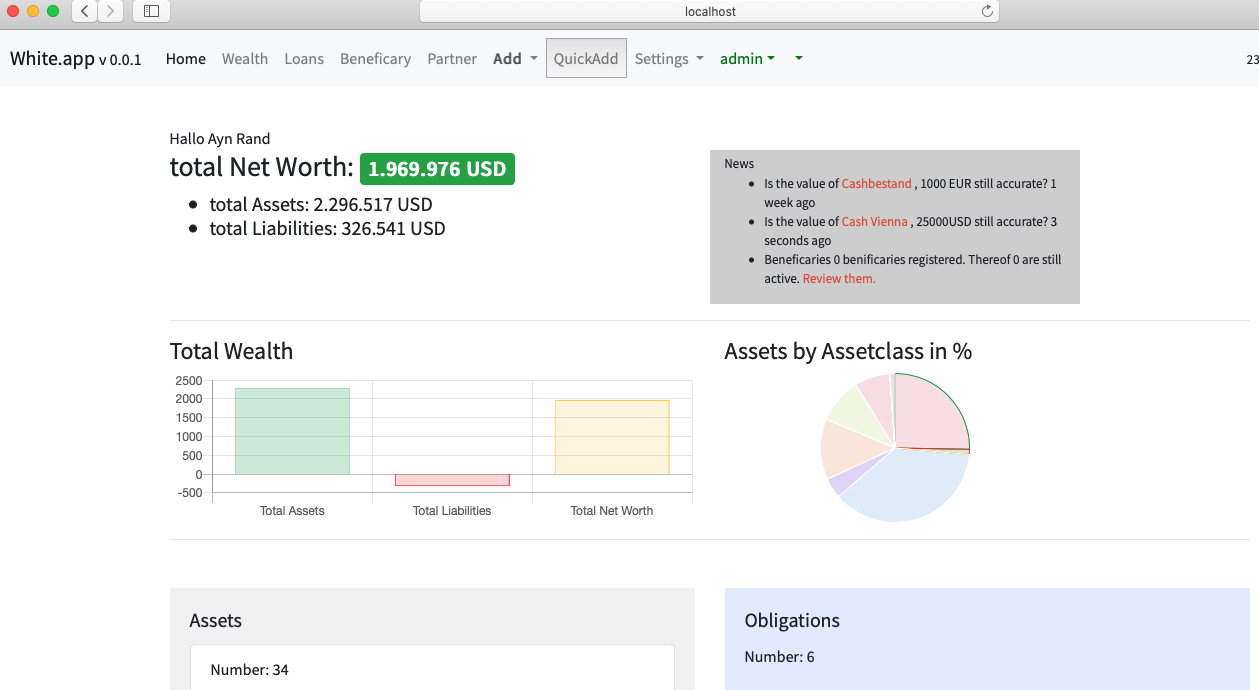 localhost
White.app v 0.0.1 Home Wealth Loans Beneficary Partner Add QuickAdd Settings admin 23
Hallo Ayn Rand
total Net Worth: 1.969.976 USD
total Assets: 2.296.517 USD
total Liabilities: 326.541 USD
News
Is the value of Cashbestand , 1000 EUR still accurate? 1
week ago
Is the value of Cash Vienna , 25000USD still accurate? 3
seconds ago
Beneficaries 0 benificaries registered. Thereof 0 are still
active. Review them.
Total Wealth
2500
2000
1500
1000
500
0
-500
Total Assets Total Liabilities Total Net Worth
Assets by Assetclass in %
Assets
Number: 34
Obligations
Number: 6